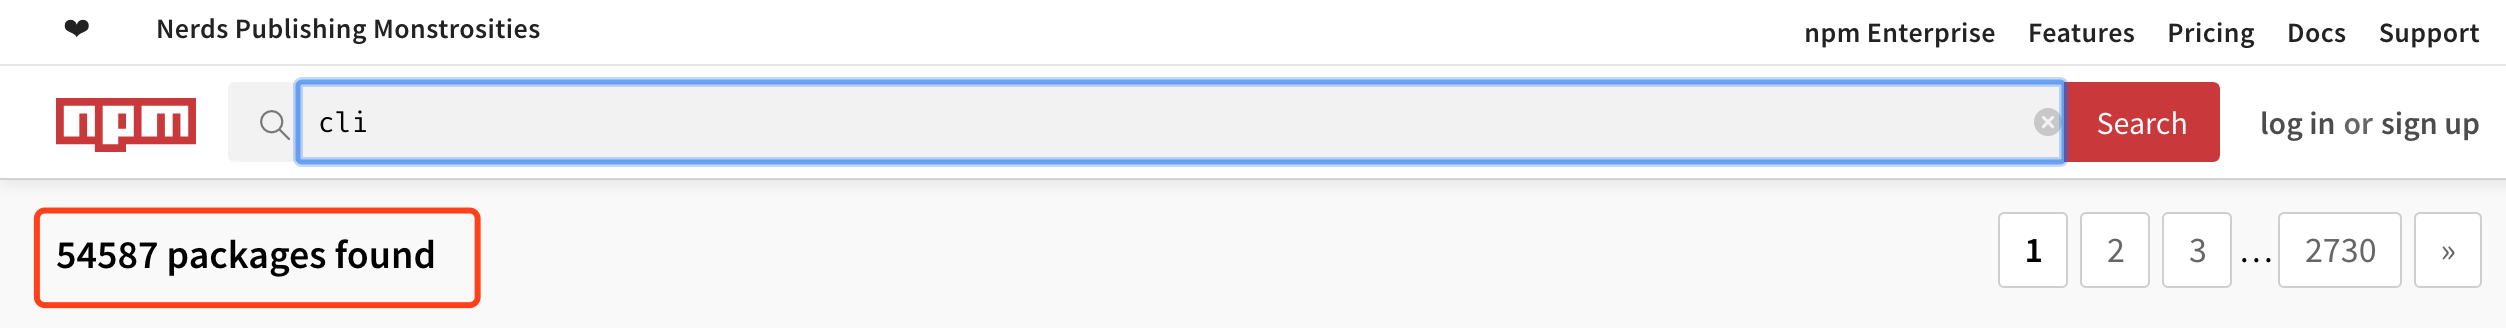 ❤ Nerds Publishing Monstrosities npm Enterprise Features Pricing Docs Support
npm cli Search log in or sign up
54587 packages found 1 2 3 ... 2730 »